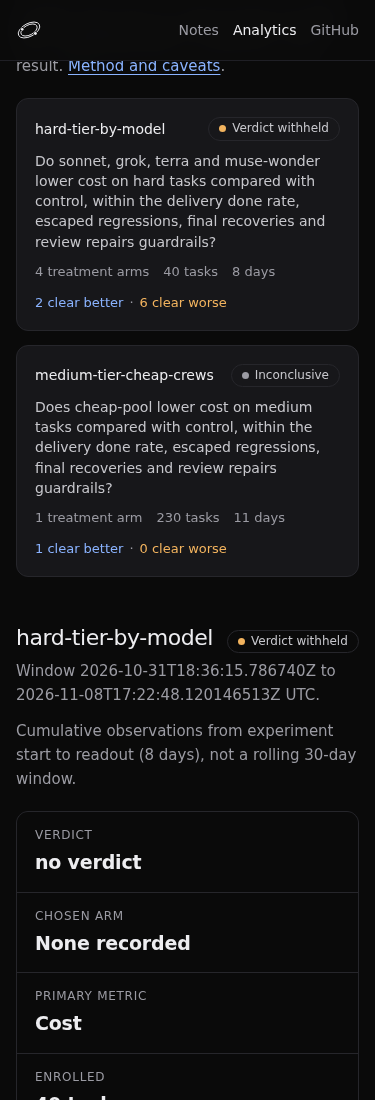 Notes Analytics GitHub
result. Method and caveats.
hard-tier-by-model
Verdict withheld
Do sonnet, grok, terra and muse-wonder
lower cost on hard tasks compared with
control, within the delivery done rate,
escaped regressions, final recoveries and
review repairs guardrails?
4 treatment arms 40 tasks 8 days
2 clear better · 6 clear worse
medium-tier-cheap-crews
Inconclusive
Does cheap-pool lower cost on medium
tasks compared with control, within the
delivery done rate, escaped regressions,
final recoveries and review repairs
guardrails?
1 treatment arm 230 tasks 11 days
1 clear better · 0 clear worse
hard-tier-by-model
Verdict withheld
Window 2026-10-31T18:36:15.786740Z to
2026-11-08T17:22:48.120146513Z UTC.
Cumulative observations from experiment
start to readout (8 days), not a rolling 30-day
window.
VERDICT
no verdict
CHOSEN ARM
None recorded
PRIMARY METRIC
Cost
ENROLLED